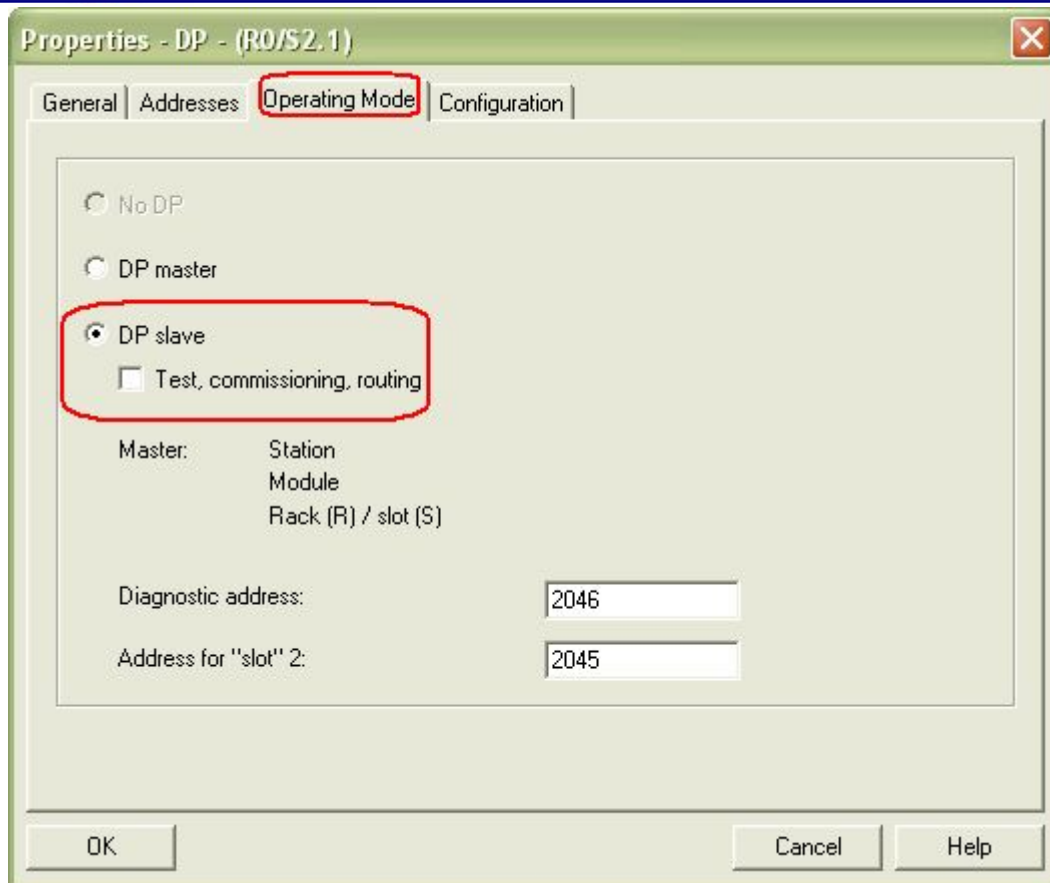 Properties - DP - (R0/S2.1)
General Addresses Operating Mode Configuration
No DP
DP master
DP slave
Test, commissioning, routing
Master: Station
Module
Rack (R) / slot (S)
Diagnostic address: 2046
Address for "slot" 2: 2045
OK Cancel Help